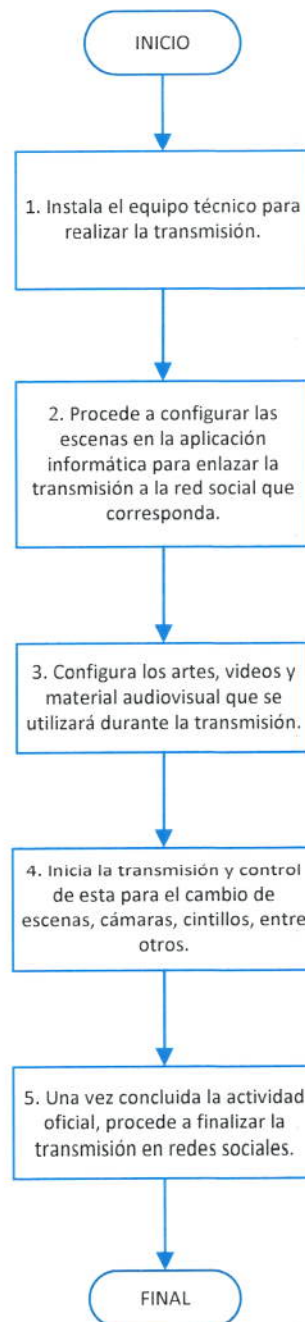 INICIO
1. Instala el equipo técnico para
realizar la transmisión.
2. Procede a configurar las
escenas en la aplicación
informática para enlazar la
transmisión a la red social que
corresponda.
3. Configura los artes, videos y
material audiovisual que se
utilizará durante la transmisión.
4. Inicia la transmisión y control
de esta para el cambio de
escenas, cámaras, cintillos, entre
otros.
5. Una vez concluida la actividad
oficial, procede a finalizar la
transmisión en redes sociales.
FINAL